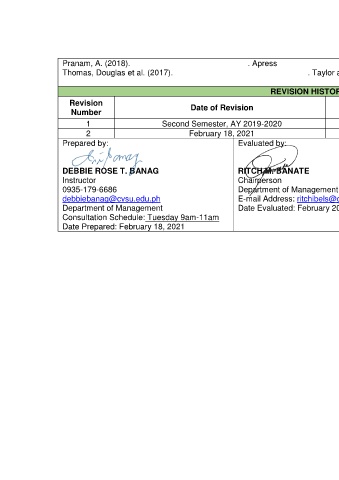 Pranam, A. (2018). . Apress
Thomas, Douglas et al. (2017). . Taylor a
REVISION HISTOR
Revision Number
Date of Revision
1 Second Semester, AY 2019-2020
2 February 18, 2021
Prepared by:
DEBBIE ROSE T. BANAG
Instructor
0935-179-6686
debbiebanag@cvsu.edu.ph
Department of Management
Consultation Schedule: Tuesday 9am-11am
Date Prepared: February 18, 2021
Evaluated by:
BANATE
Chairperson
Department of Management
E-mail Address: ritchibels@c
Date Evaluated: February 20